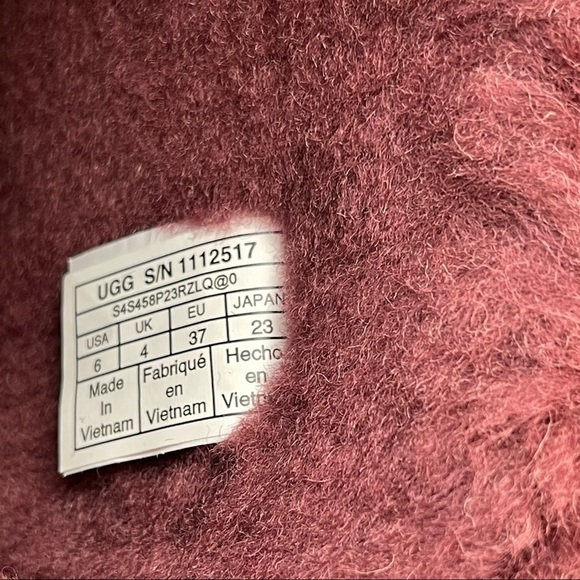 UGG S/N 1112517
S4S458P23RZLQ@0
USA UK EU JAPAN
6 4 37 23
Made Fabriqué Hecho
In en en
Vietnam Vietnam